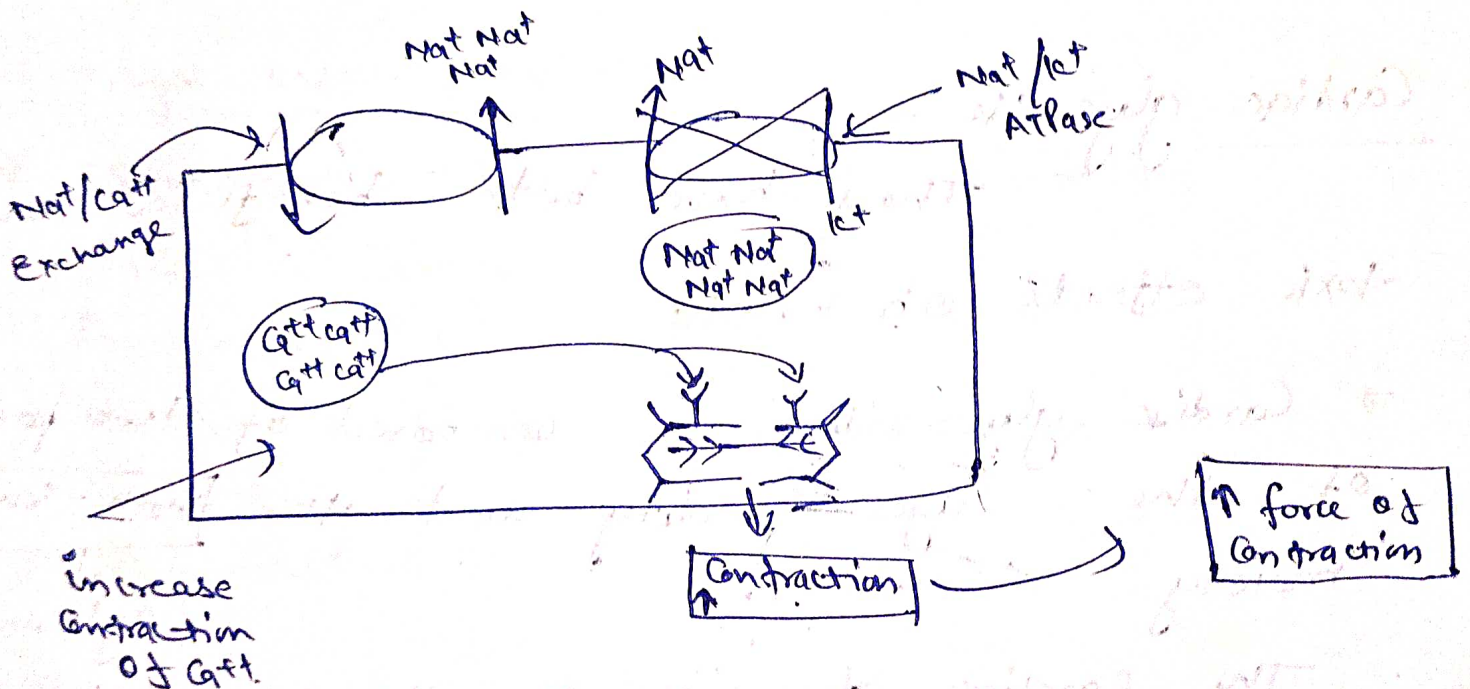 Na+ Na+
Na+
Na+
Na+/K+
ATPase
Na+/Ca++
Exchange
K+
Na+ Na+
Na+ Na+
Ca++ Ca++
Ca++ Ca++
↑ force of
Contraction
Contraction
↑
increase
Contraction
of Ca++